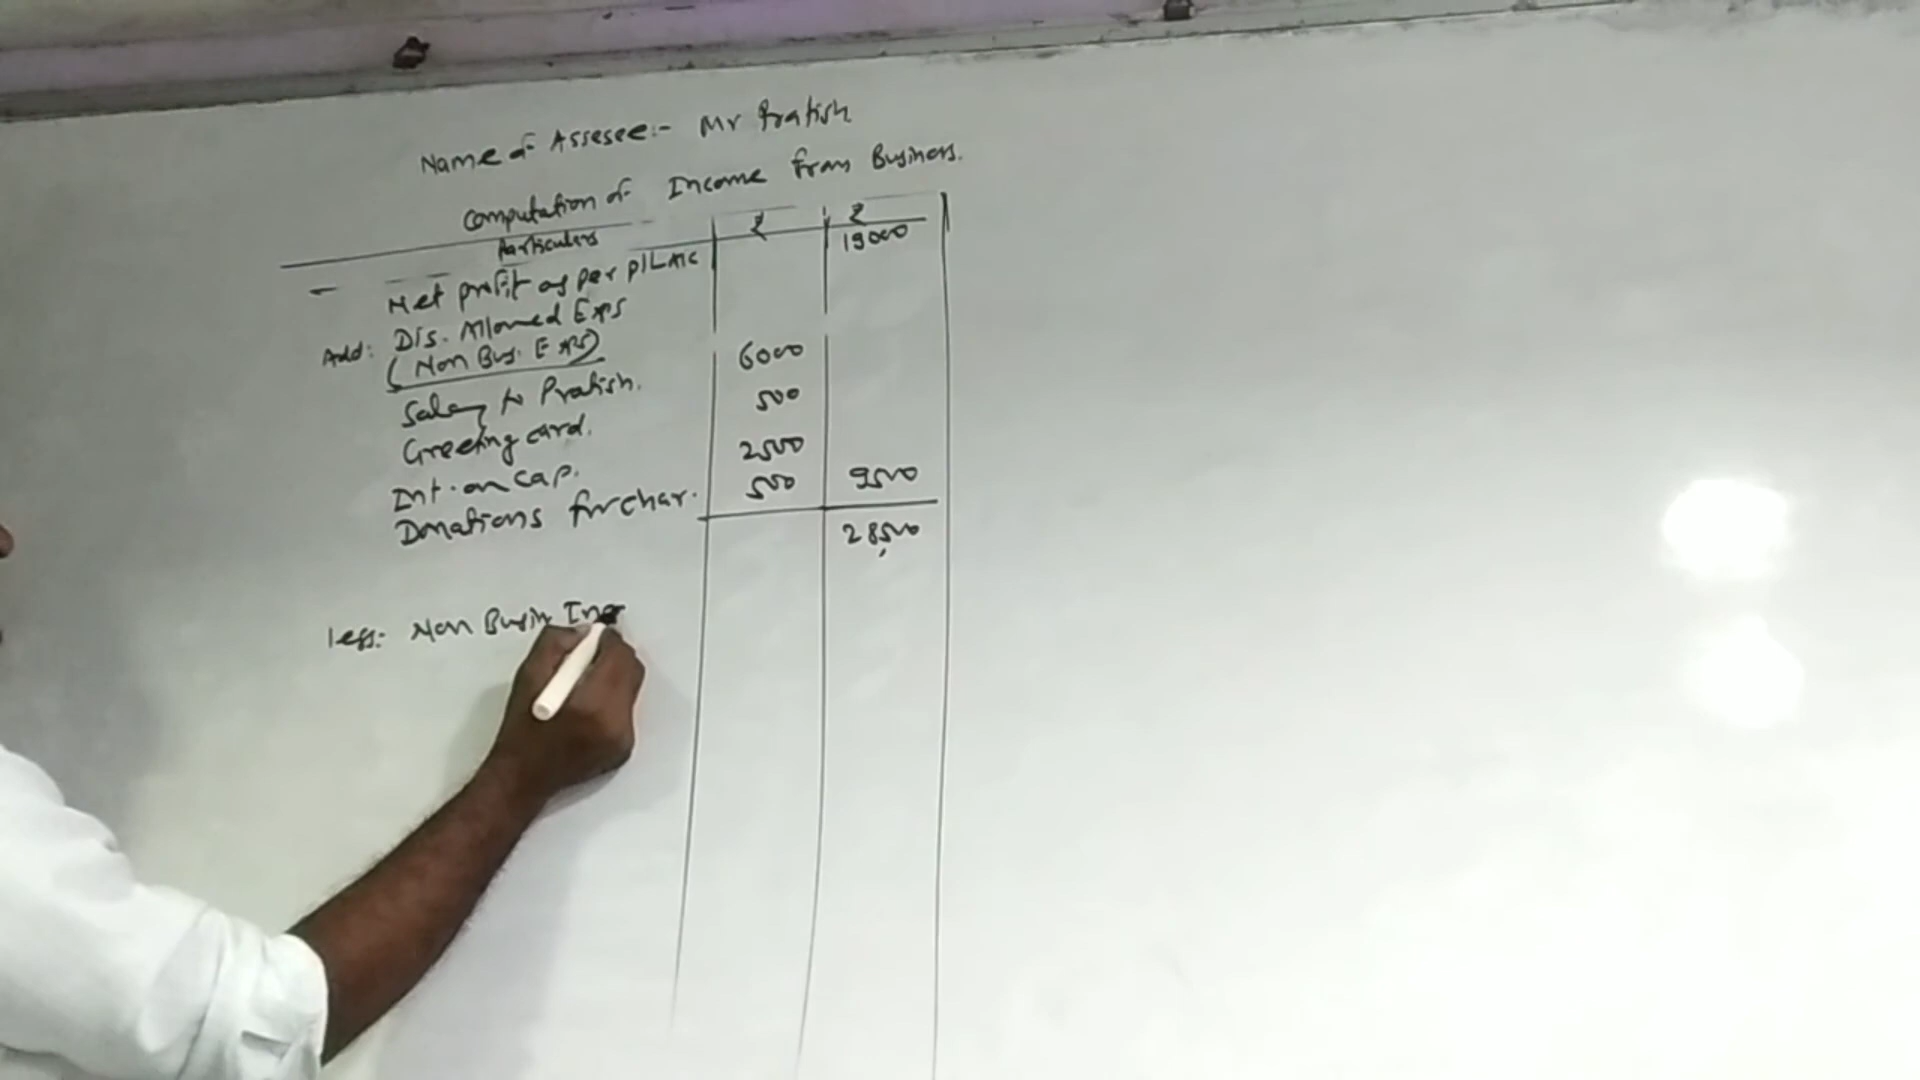 Name of Assesee:- Mr Pratish
Computation of Income from Business.
Particulars ₹ ₹
Net profit as per P/L A/c 19000
Add: Dis. Allowed Exps
(Non Bus. Exps)
Salary to Pratish. 6000
Greeting card. 500
Int. on cap. 2500
Donations for char. 500 9500
28500
less: Non Busin Inc